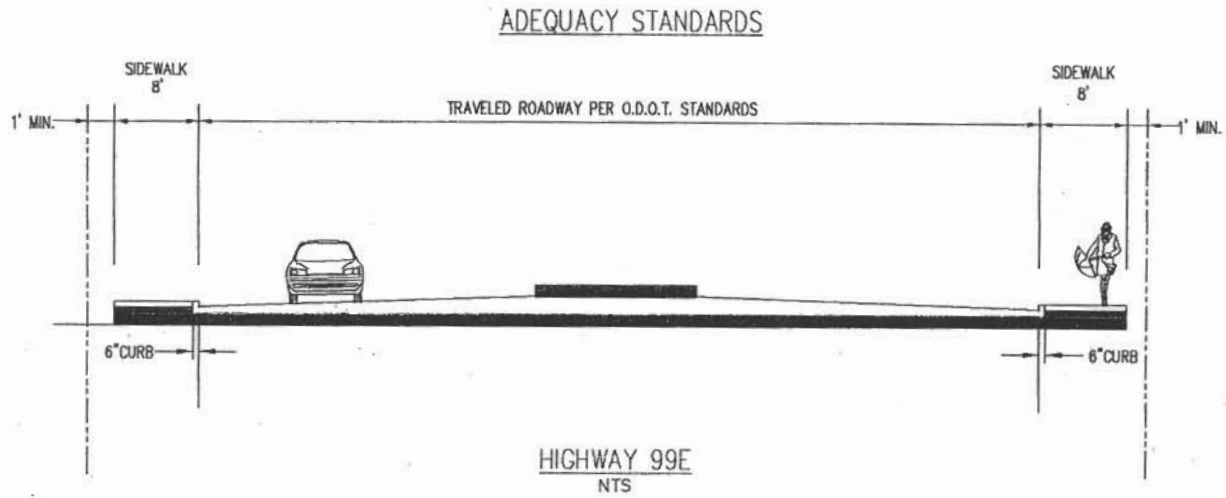 ADEQUACY STANDARDS
SIDEWALK
8'
SIDEWALK
8'
1' MIN.
TRAVELED ROADWAY PER O.D.O.T. STANDARDS
1' MIN.
6"CURB
6"CURB
HIGHWAY 99E
NTS